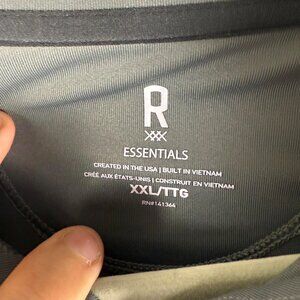 R
XXX
ESSENTIALS
CREATED IN THE USA | BUILT IN VIETNAM
CRÉÉ AUX ÉTATS-UNIS | CONSTRUIT EN VIETNAM
XXL/TTG
RN#141364